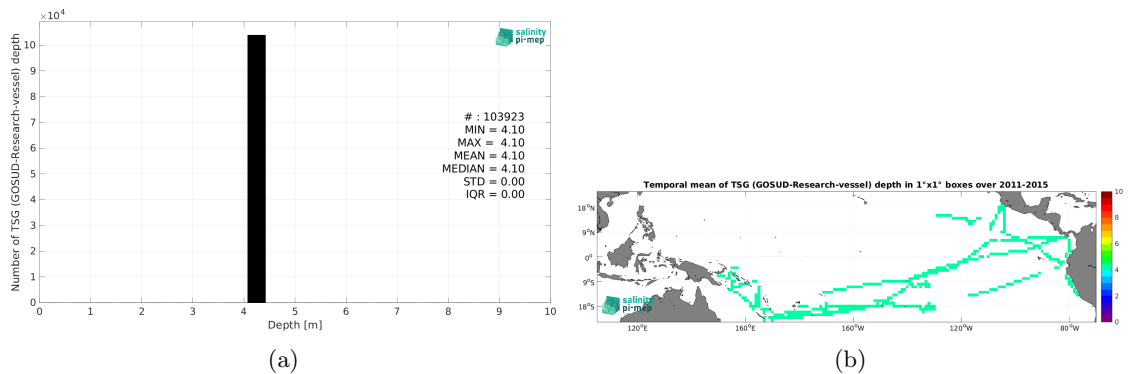 ×10⁴
10
9
8
7
6
5
4
3
2
1
0
Number of TSG (GOSUD-Research-vessel) depth
salinity
pi-mep
# : 103923
MIN = 4.10
MAX = 4.10
MEAN = 4.10
MEDIAN = 4.10
STD = 0.00
IQR = 0.00
0 1 2 3 4 5 6 7 8 9 10
Depth [m]
(a)
Temporal mean of TSG (GOSUD-Research-vessel) depth in 1°x1° boxes over 2011-2015
18°N
9°N
0°
9°S
18°S
salinity
pi-mep
120°E 160°E 160°W 120°W 80°W
10
8
6
4
2
0
(b)